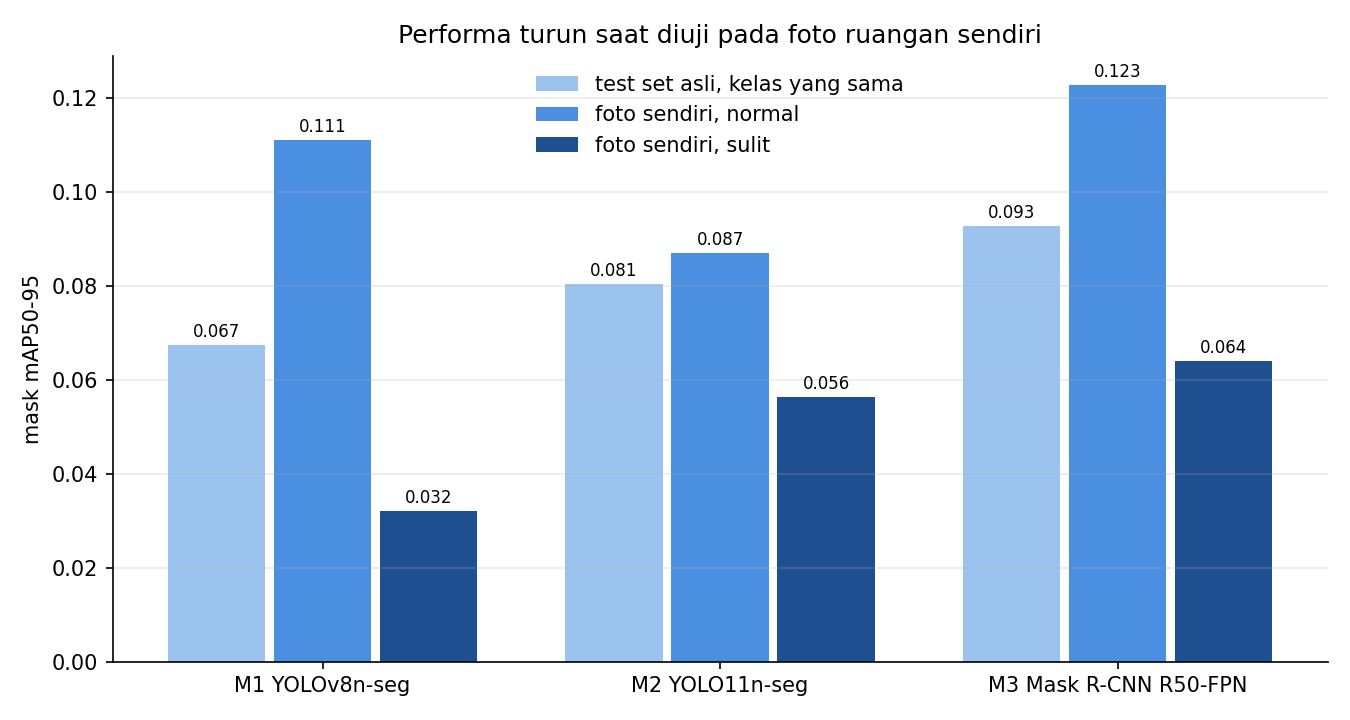 Performa turun saat diuji pada foto ruangan sendiri
test set asli, kelas yang sama
foto sendiri, normal
foto sendiri, sulit
mask mAP50-95
0.12
0.10
0.08
0.06
0.04
0.02
0.00
0.067
0.111
0.032
0.081
0.087
0.056
0.093
0.123
0.064
M1 YOLOv8n-seg
M2 YOLO11n-seg
M3 Mask R-CNN R50-FPN